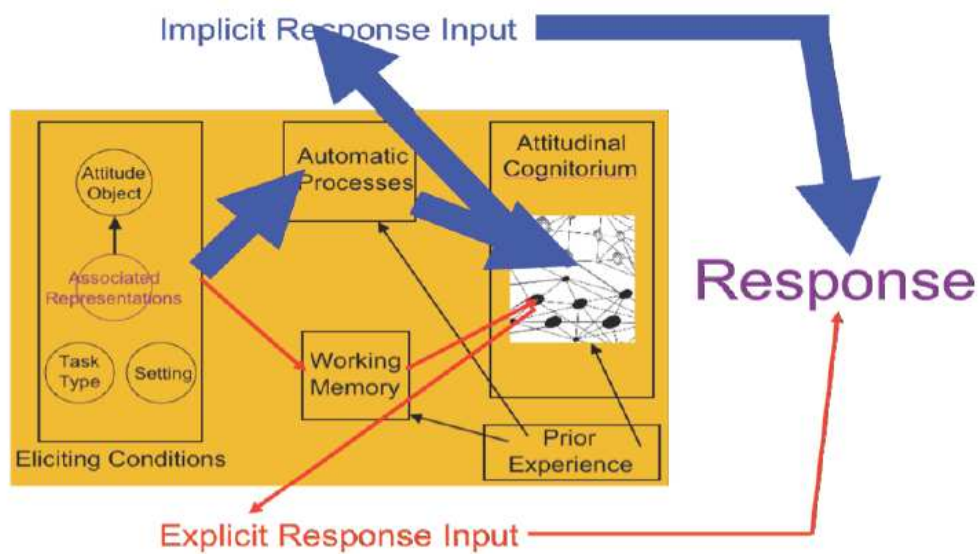 Implicit Response Input
Attitude
Object
Associated
Representations
Task
Type
Setting
Eliciting Conditions
Automatic
Processes
Working
Memory
Attitudinal
Cognitorium
Prior
Experience
Response
Explicit Response Input